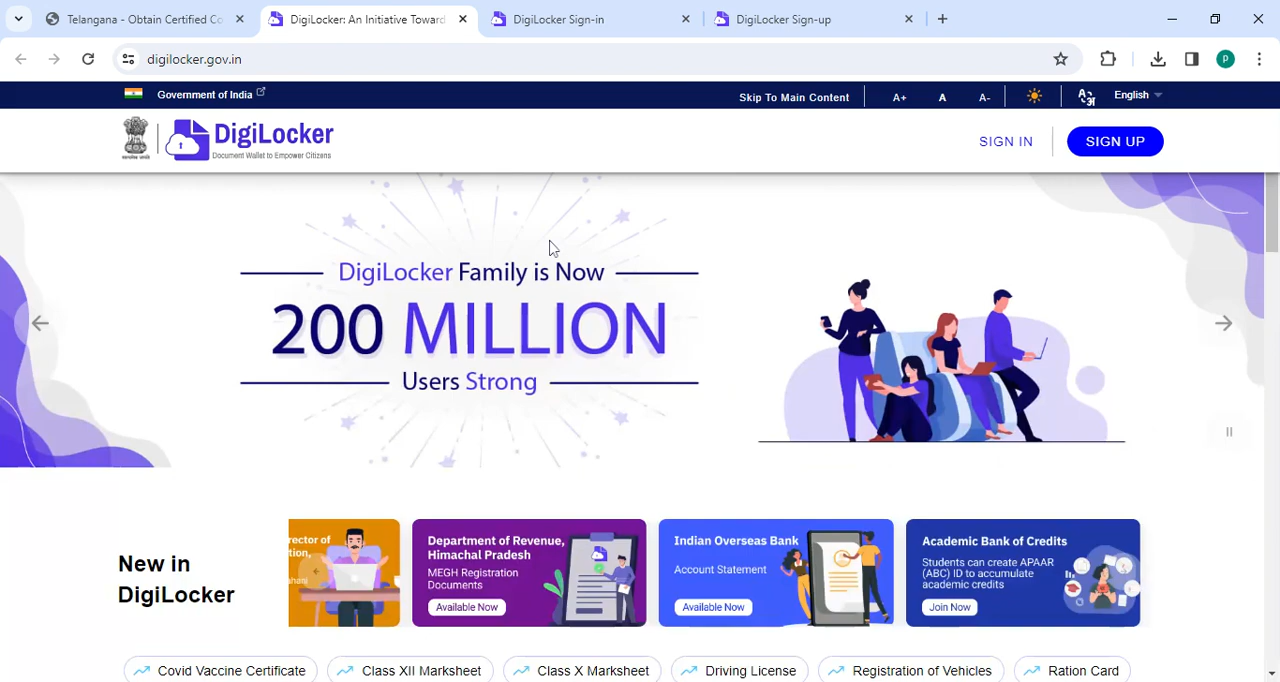 Telangana - Obtain Certified Co
DigiLocker: An Initiative Toward
DigiLocker Sign-in
DigiLocker Sign-up
digilocker.gov.in
P
Government of India
Skip To Main Content
A+
A
A-
English
DigiLocker
Document Wallet to Empower Citizens
SIGN IN
SIGN UP
DigiLocker Family is Now
200 MILLION
Users Strong
New in
DigiLocker
rector of
tion,
ahani
Department of Revenue,
Himachal Pradesh
MEGH Registration
Documents
Available Now
Indian Overseas Bank
Account Statement
Available Now
Academic Bank of Credits
Students can create APAAR
(ABC) ID to accumulate
academic credits
Join Now
Covid Vaccine Certificate
Class XII Marksheet
Class X Marksheet
Driving License
Registration of Vehicles
Ration Card